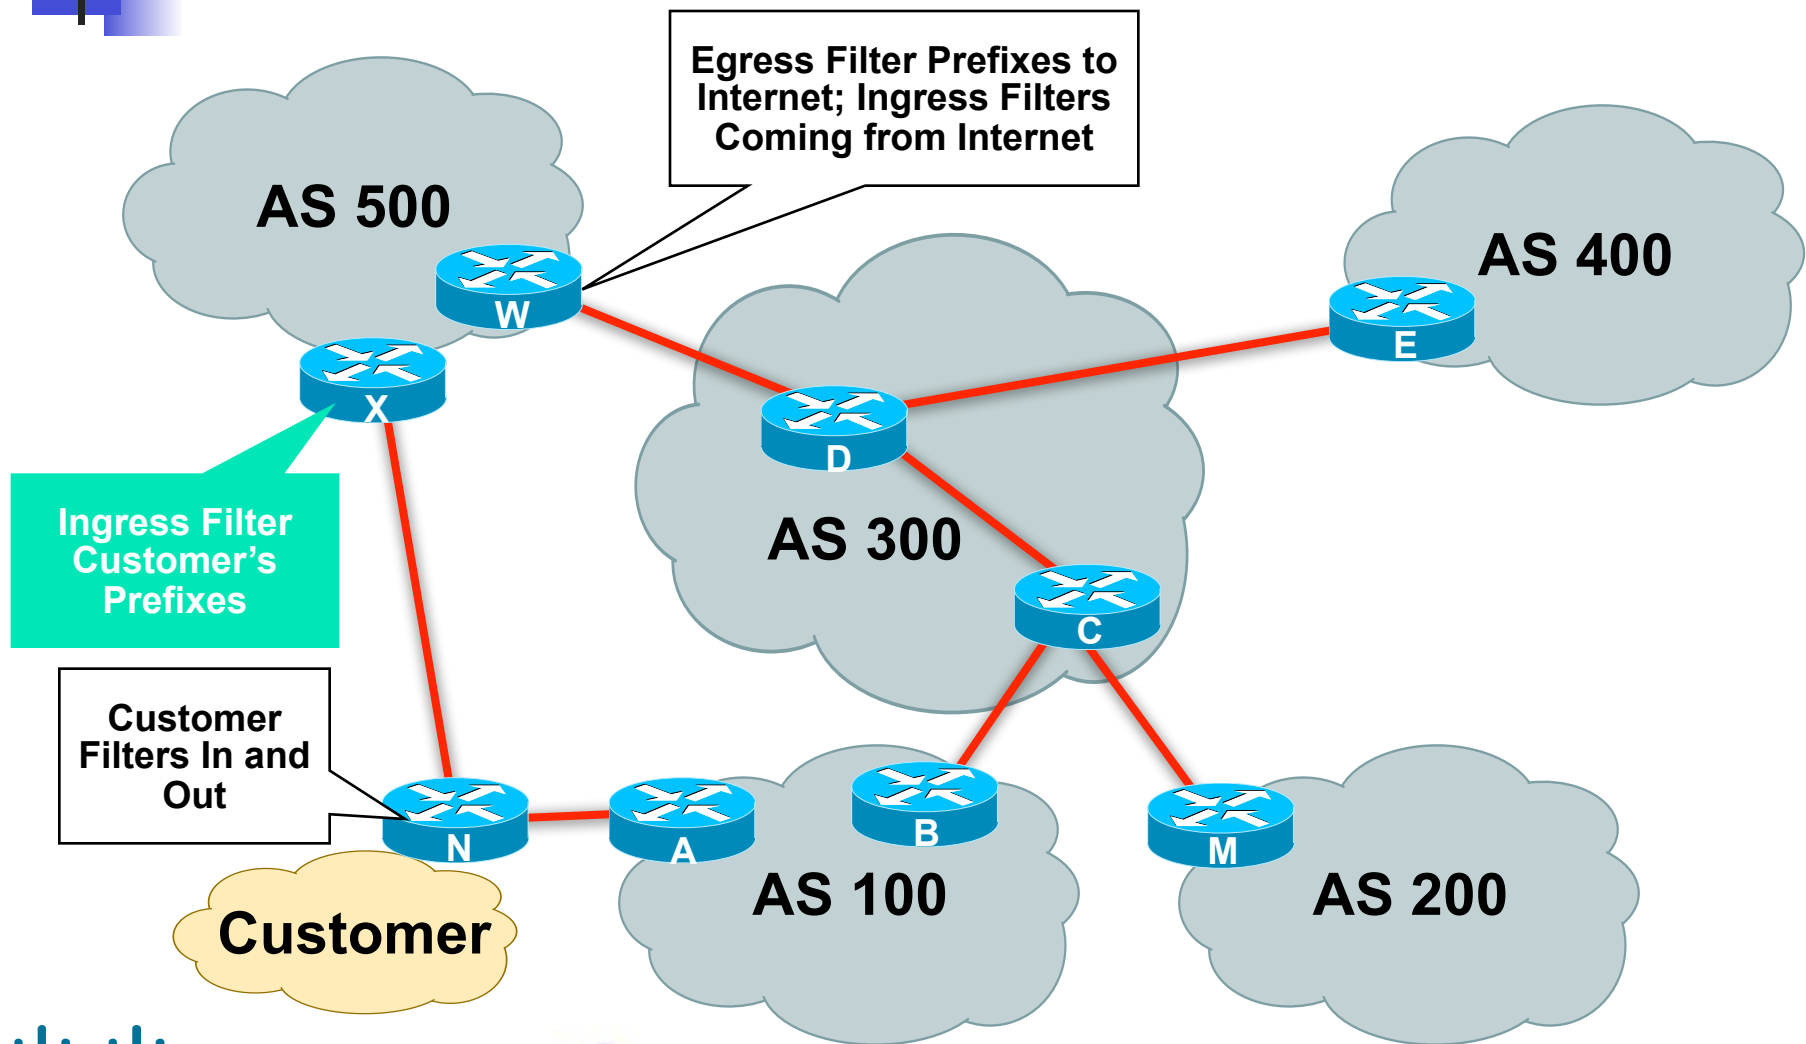 Egress Filter Prefixes to
Internet; Ingress Filters
Coming from Internet
AS 500
AS 400
W
E
X
D
Ingress Filter
Customer’s
Prefixes
AS 300
C
Customer
Filters In and
Out
N
A
B
M
AS 100
AS 200
Customer